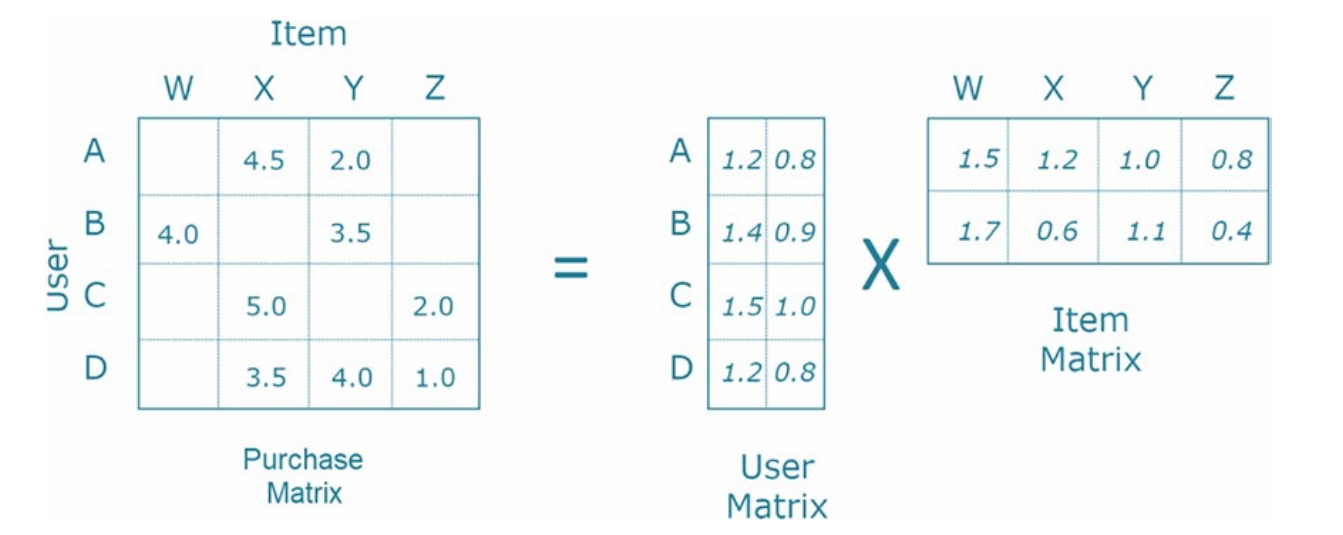 Item
W X Y Z W X Y Z
A 4.5 2.0 A 1.2 0.8 1.5 1.2 1.0 0.8
B 4.0 3.5 B 1.4 0.9 X 1.7 0.6 1.1 0.4
User
=
C 5.0 2.0 C 1.5 1.0
D 3.5 4.0 1.0 D 1.2 0.8
Item
Matrix
Purchase
Matrix
User
Matrix